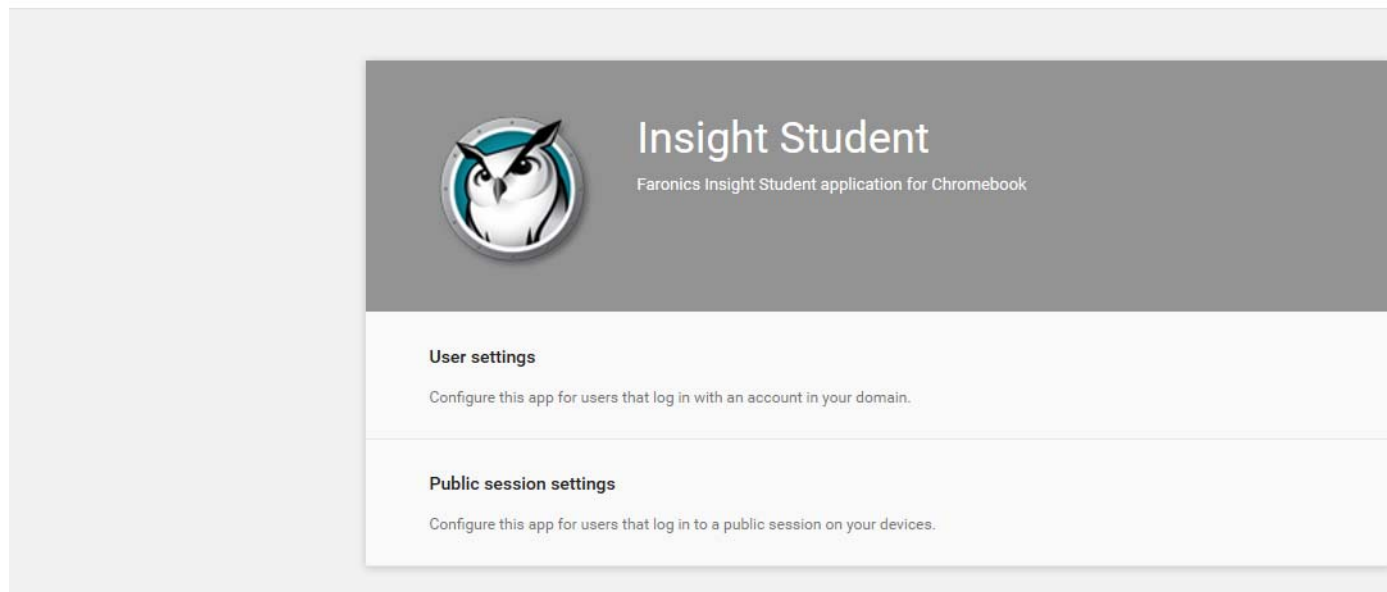 Insight Student
Faronics Insight Student application for Chromebook
User settings
Configure this app for users that log in with an account in your domain.
Public session settings
Configure this app for users that log in to a public session on your devices.